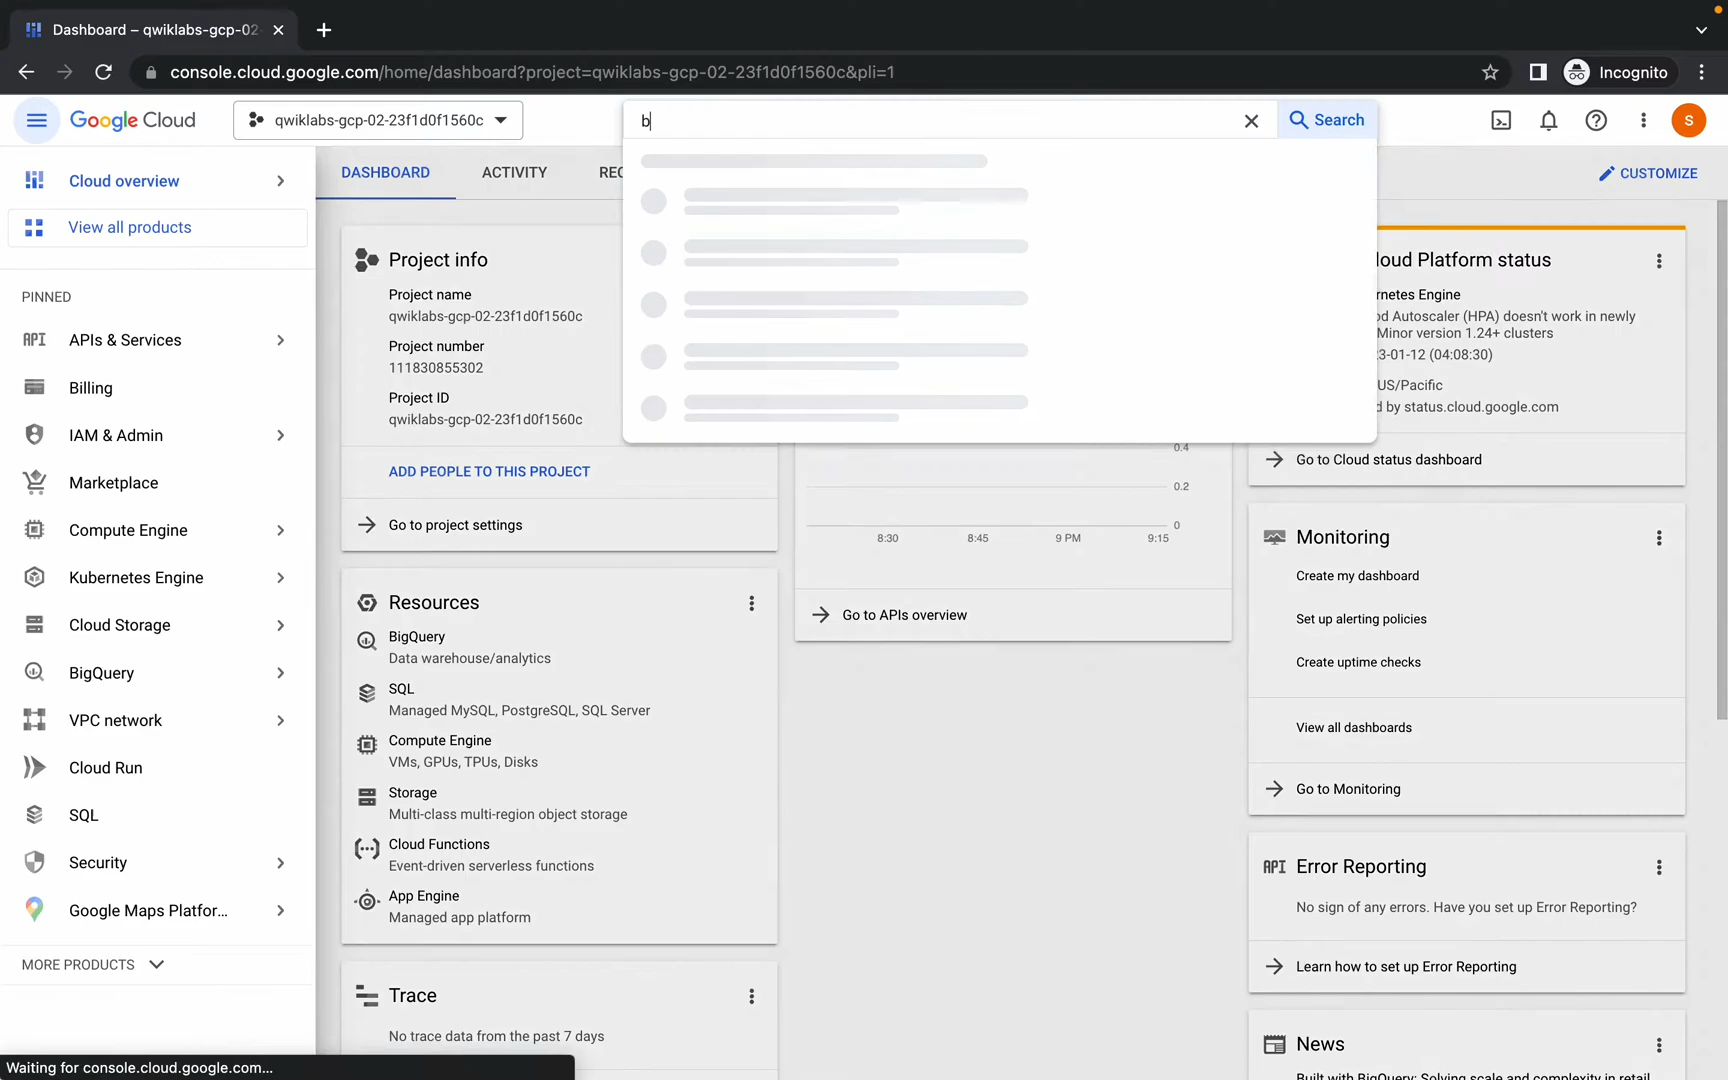 Dashboard – qwiklabs-gcp-02-
console.cloud.google.com/home/dashboard?project=qwiklabs-gcp-02-23f1d0f1560c&pli=1
Incognito
Google Cloud
qwiklabs-gcp-02-23f1d0f1560c
b
Search
S
Cloud overview
View all products
PINNED
APIs & Services
Billing
IAM & Admin
Marketplace
Compute Engine
Kubernetes Engine
Cloud Storage
BigQuery
VPC network
Cloud Run
SQL
Security
Google Maps Platfor...
MORE PRODUCTS
Waiting for console.cloud.google.com...
DASHBOARD
ACTIVITY
REC
CUSTOMIZE
Project info
Project name
qwiklabs-gcp-02-23f1d0f1560c
Project number
111830855302
Project ID
qwiklabs-gcp-02-23f1d0f1560c
ADD PEOPLE TO THIS PROJECT
Go to project settings
Resources
BigQuery
Data warehouse/analytics
SQL
Managed MySQL, PostgreSQL, SQL Server
Compute Engine
VMs, GPUs, TPUs, Disks
Storage
Multi-class multi-region object storage
Cloud Functions
Event-driven serverless functions
App Engine
Managed app platform
Trace
No trace data from the past 7 days
0.4
0.2
0
8:30
8:45
9 PM
9:15
Go to APIs overview
loud Platform status
rnetes Engine
od Autoscaler (HPA) doesn't work in newly
Minor version 1.24+ clusters
3-01-12 (04:08:30)
US/Pacific
d by status.cloud.google.com
Go to Cloud status dashboard
Monitoring
Create my dashboard
Set up alerting policies
Create uptime checks
View all dashboards
Go to Monitoring
API
Error Reporting
No sign of any errors. Have you set up Error Reporting?
Learn how to set up Error Reporting
News
Built with BigQuery: Solving scale and complexity in retail